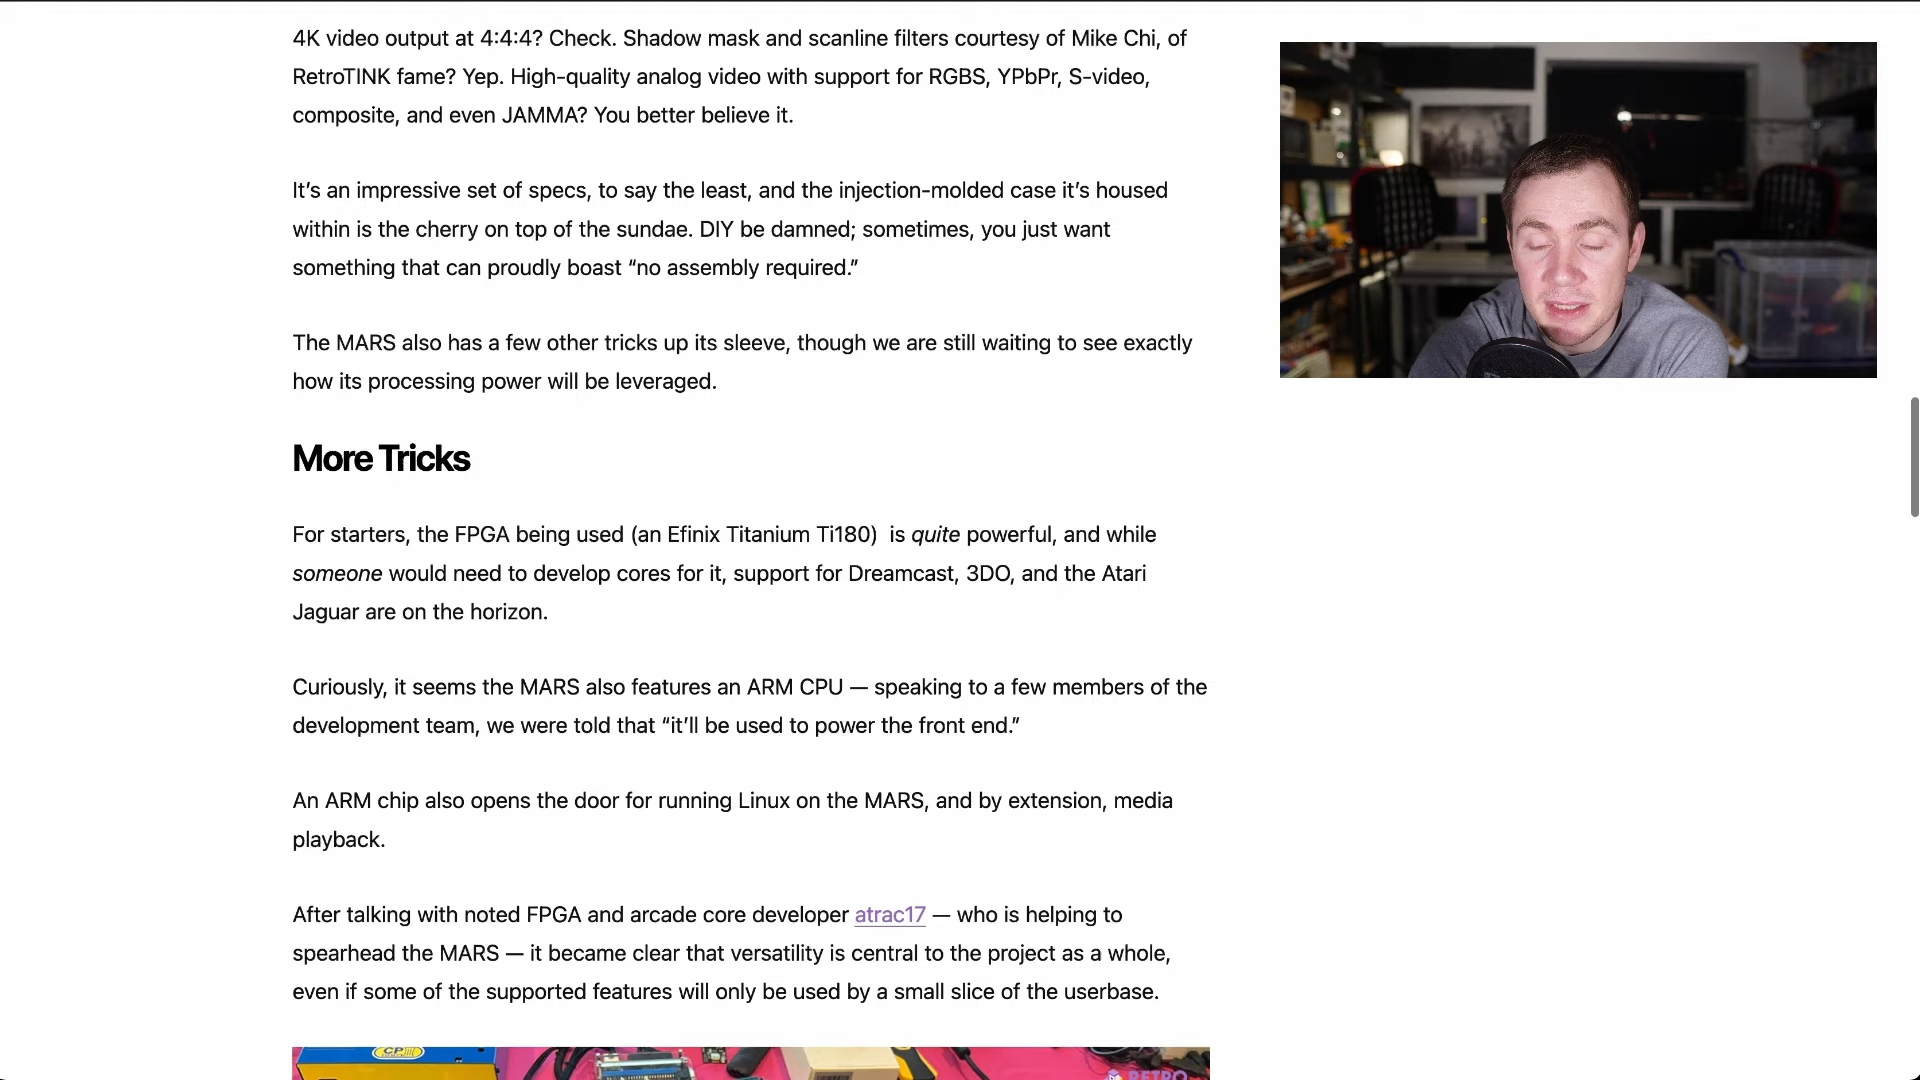 4K video output at 4:4:4? Check. Shadow mask and scanline filters courtesy of Mike Chi, of
RetroTINK fame? Yep. High-quality analog video with support for RGBS, YPbPr, S-video,
composite, and even JAMMA? You better believe it.
It’s an impressive set of specs, to say the least, and the injection-molded case it’s housed
within is the cherry on top of the sundae. DIY be damned; sometimes, you just want
something that can proudly boast “no assembly required.”
The MARS also has a few other tricks up its sleeve, though we are still waiting to see exactly
how its processing power will be leveraged.
More Tricks
For starters, the FPGA being used (an Efinix Titanium Ti180) is quite powerful, and while
someone would need to develop cores for it, support for Dreamcast, 3DO, and the Atari
Jaguar are on the horizon.
Curiously, it seems the MARS also features an ARM CPU — speaking to a few members of the
development team, we were told that “it’ll be used to power the front end.”
An ARM chip also opens the door for running Linux on the MARS, and by extension, media
playback.
After talking with noted FPGA and arcade core developer atrac17 — who is helping to
spearhead the MARS — it became clear that versatility is central to the project as a whole,
even if some of the supported features will only be used by a small slice of the userbase.
CP
RETRO